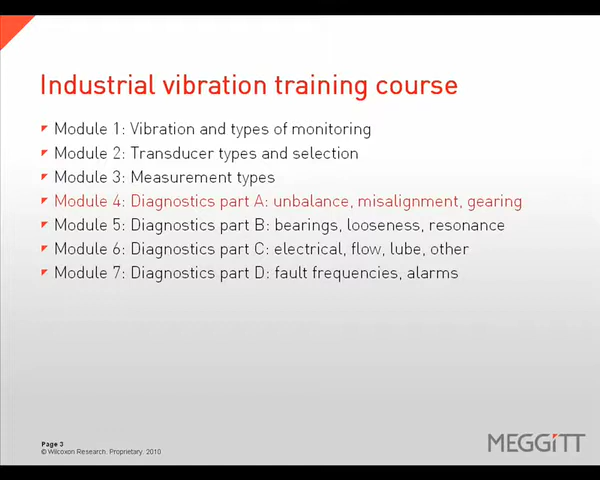 Industrial vibration training course
Module 1: Vibration and types of monitoring
Module 2: Transducer types and selection
Module 3: Measurement types
Module 4: Diagnostics part A: unbalance, misalignment, gearing
Module 5: Diagnostics part B: bearings, looseness, resonance
Module 6: Diagnostics part C: electrical, flow, lube, other
Module 7: Diagnostics part D: fault frequencies, alarms
Page 3
© Wilcoxon Research. Proprietary. 2010
MEGGITT